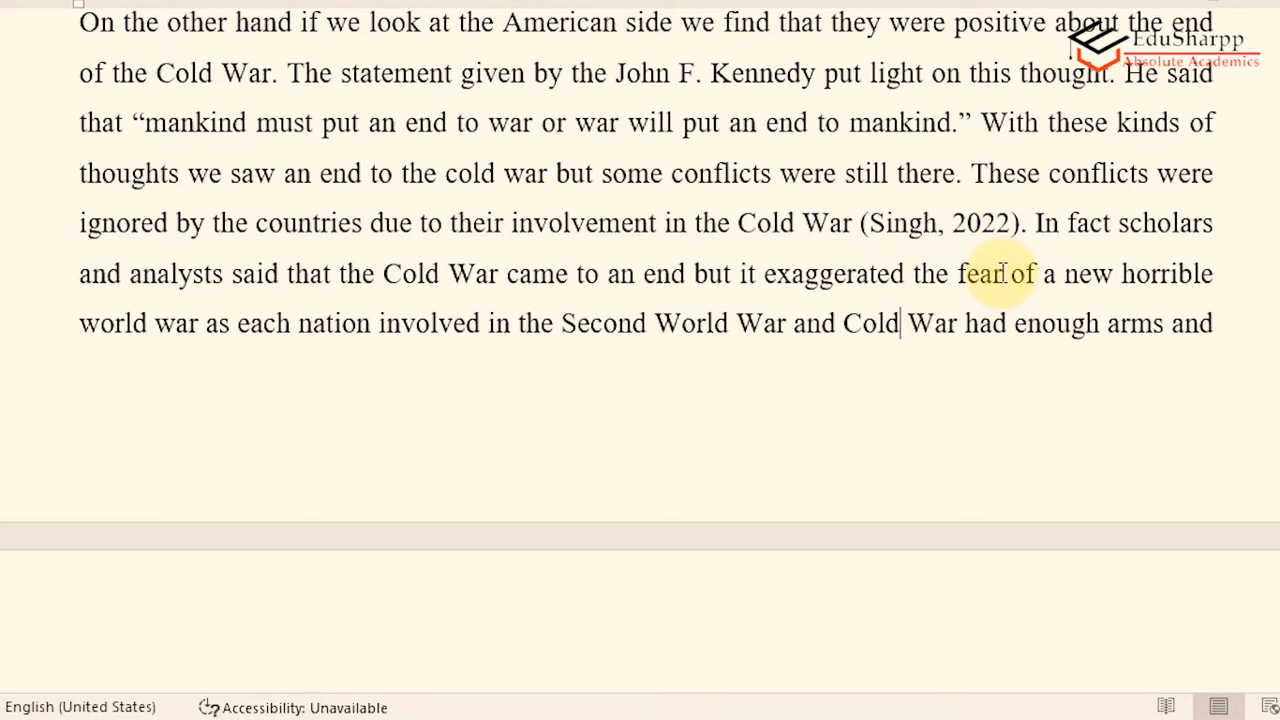 On the other hand if we look at the American side we find that they were positive about the end
EduSharpp
Absolute Academics
of the Cold War. The statement given by the John F. Kennedy put light on this thought. He said
that “mankind must put an end to war or war will put an end to mankind.” With these kinds of
thoughts we saw an end to the cold war but some conflicts were still there. These conflicts were
ignored by the countries due to their involvement in the Cold War (Singh, 2022). In fact scholars
and analysts said that the Cold War came to an end but it exaggerated the fear of a new horrible
world war as each nation involved in the Second World War and Cold War had enough arms and
English (United States)
Accessibility: Unavailable